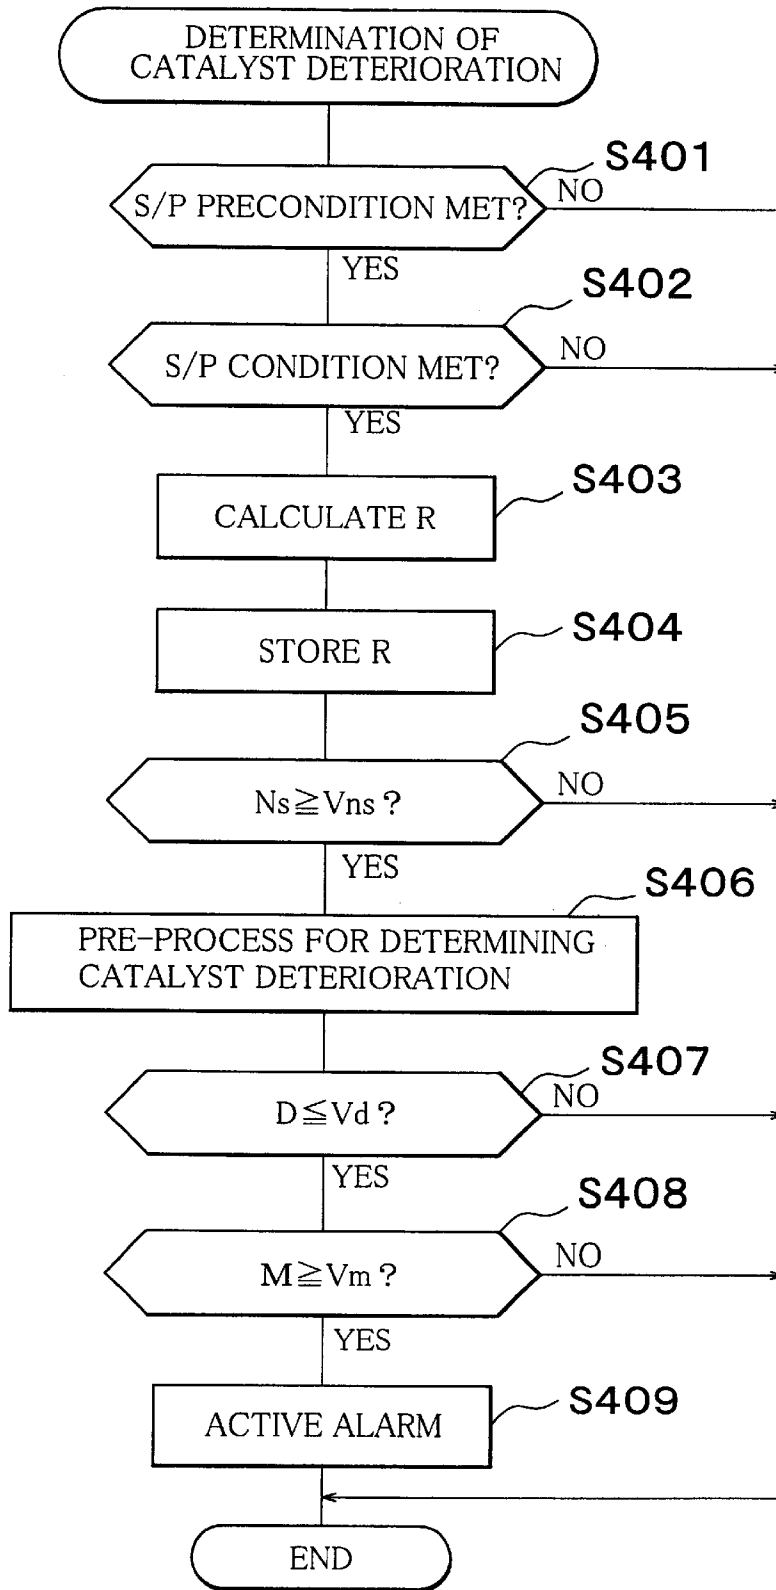 DETERMINATION OF
CATALYST DETERIORATION
S401
S/P PRECONDITION MET?
NO
YES
S402
S/P CONDITION MET?
NO
YES
S403
CALCULATE R
S404
STORE R
S405
Ns≧Vns?
NO
YES
S406
PRE-PROCESS FOR DETERMINING
CATALYST DETERIORATION
S407
D≦Vd?
NO
YES
S408
M≧Vm?
NO
YES
S409
ACTIVE ALARM
END